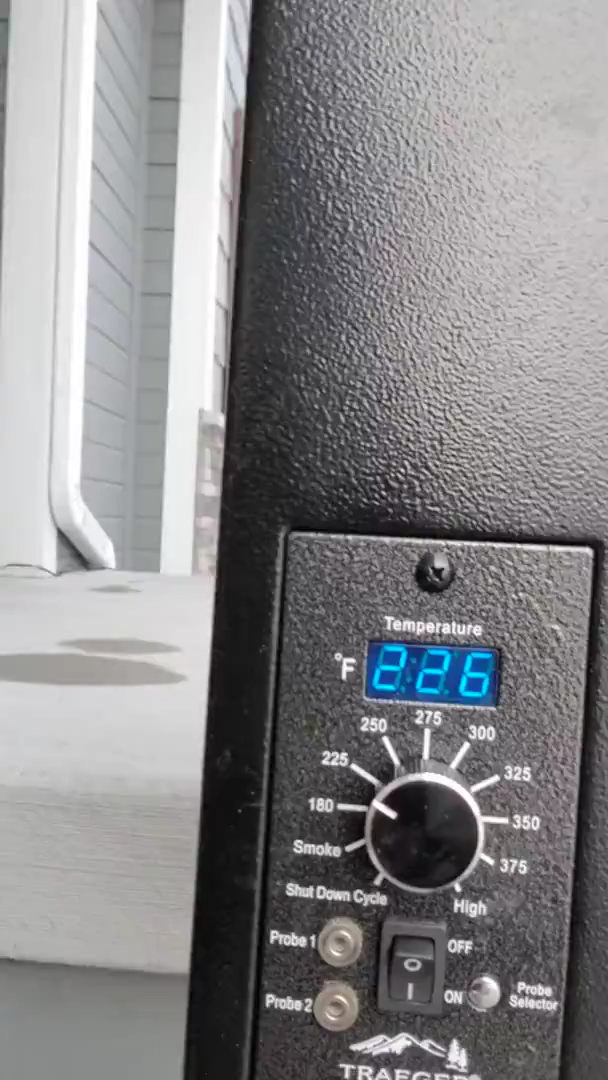 Temperature
°F 226
250 275 300
225 325
180 350
Smoke 375
Shut Down Cycle High
Probe 1 OFF
Probe 2 ON Probe Selector
TRAEGER